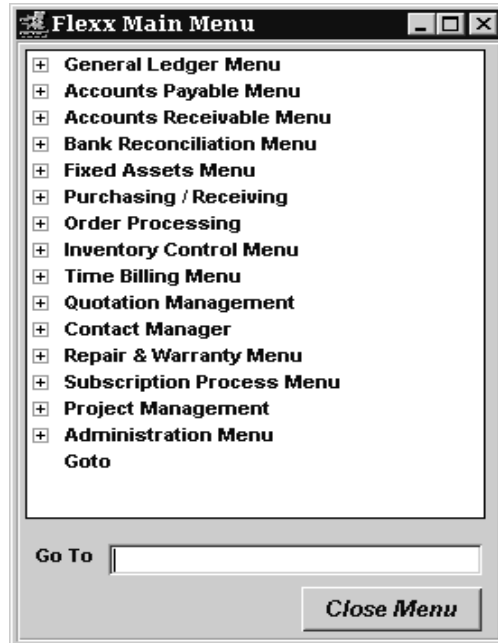 Flexx Main Menu
General Ledger Menu
Accounts Payable Menu
Accounts Receivable Menu
Bank Reconciliation Menu
Fixed Assets Menu
Purchasing / Receiving
Order Processing
Inventory Control Menu
Time Billing Menu
Quotation Management
Contact Manager
Repair & Warranty Menu
Subscription Process Menu
Project Management
Administration Menu
Goto
Go To
Close Menu